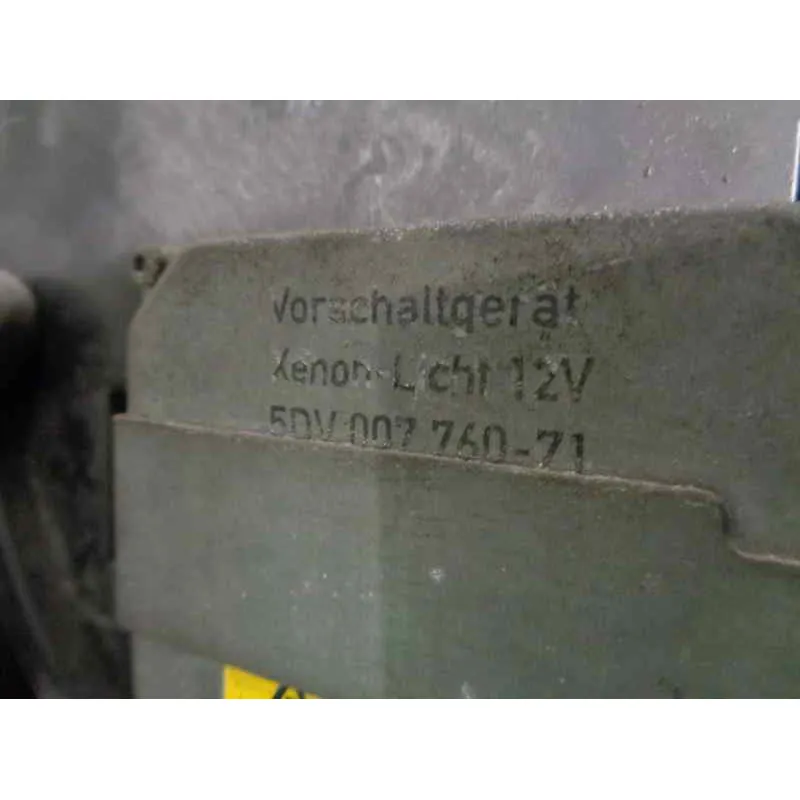 Vorschaltgerät
Xenon-Licht 12V
5DV 007 760-71